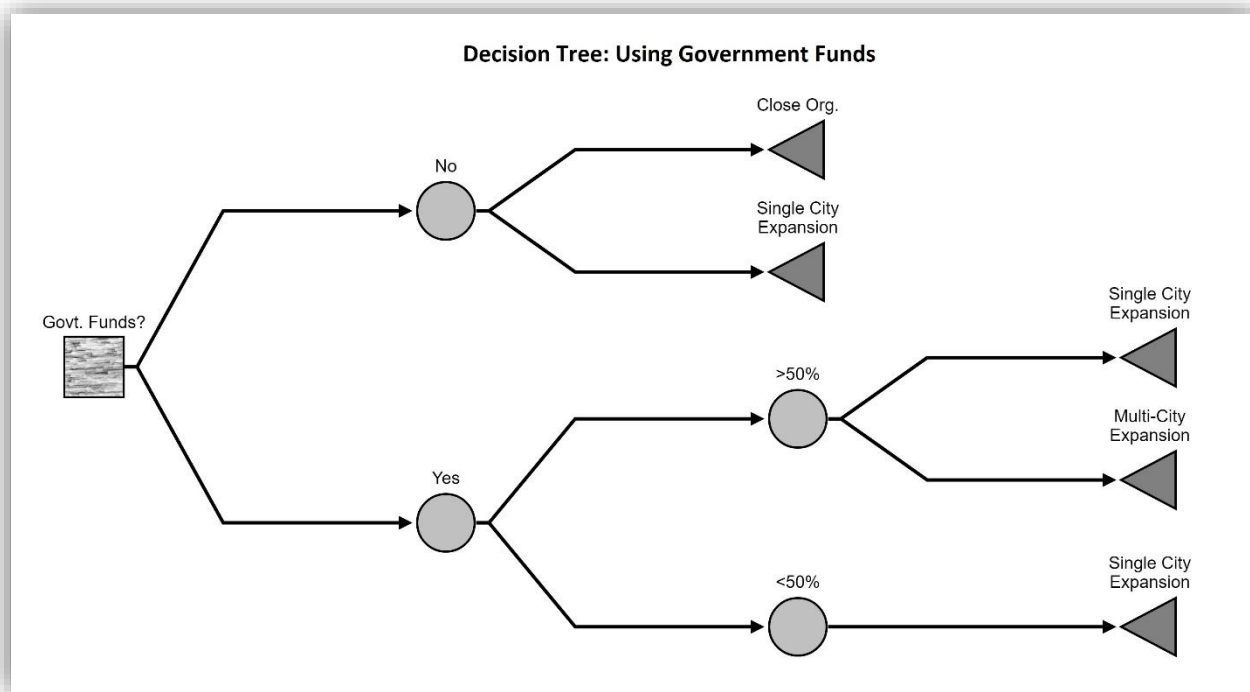 Decision Tree: Using Government Funds
Close Org.
No
Single City
Expansion
Govt. Funds?
Single City
Expansion
>50%
Multi-City
Expansion
Yes
<50%
Single City
Expansion